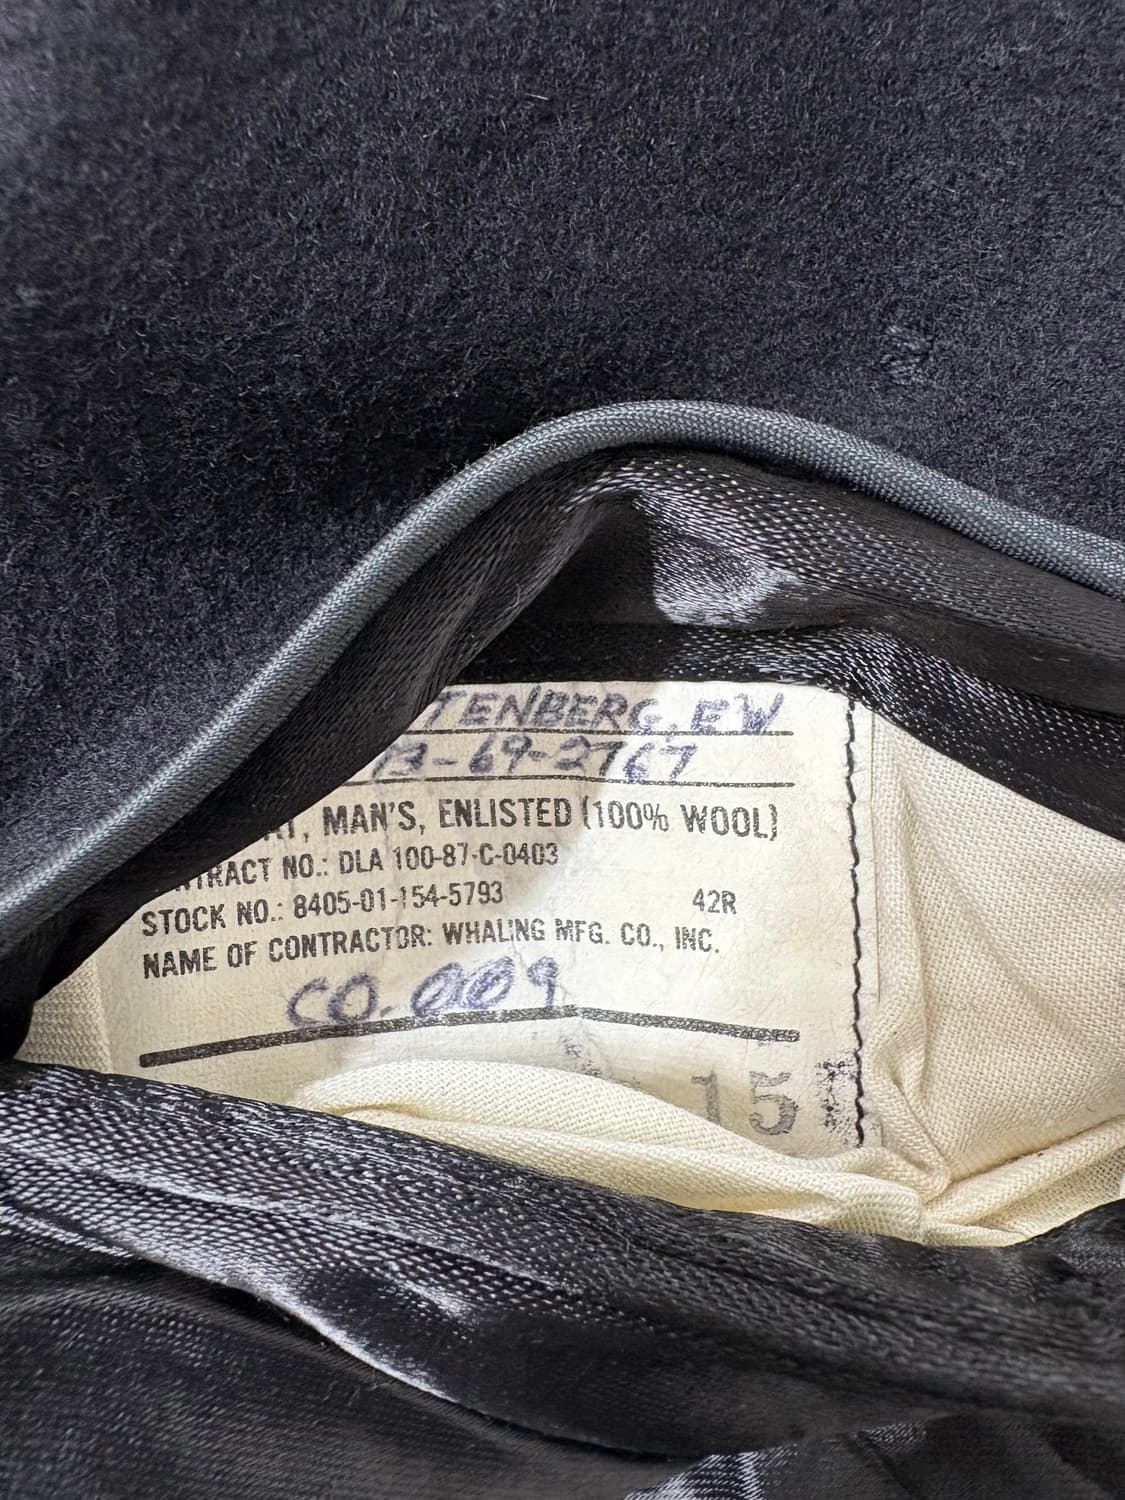 TENBERG, EW
3-69-2767
MAN'S, ENLISTED (100% WOOL)
NTRACT NO.: DLA 100-87-C-0403
STOCK NO.: 8405-01-154-5793 42R
NAME OF CONTRACTOR: WHALING MFG. CO., INC.
CO. 009
15